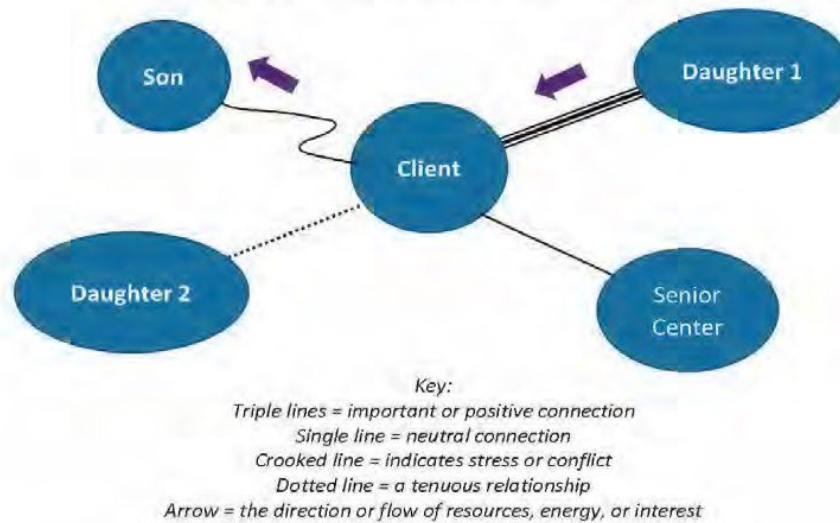 Son
Daughter 1
Client
Daughter 2
Senior
Center
Key:
Triple lines = important or positive connection
Single line = neutral connection
Crooked line = indicates stress or conflict
Dotted line = a tenuous relationship
Arrow = the direction or flow of resources, energy, or interest